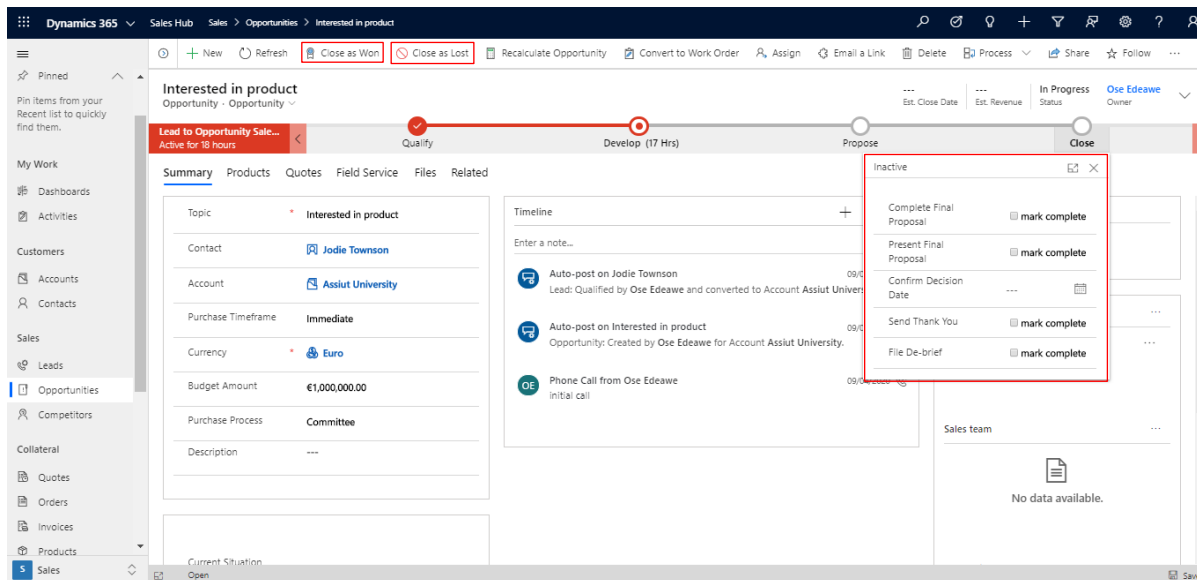 Dynamics 365 Sales Hub Sales > Opportunities > Interested in product ?
+ New Refresh Close as Won Close as Lost Recalculate Opportunity Convert to Work Order Assign Email a Link Delete Process Share Follow ...
Pinned
Pin items from your
Recent list to quickly
find them.
My Work
Dashboards
Activities
Customers
Accounts
Contacts
Sales
Leads
Opportunities
Competitors
Collateral
Quotes
Orders
Invoices
Products
S Sales
Interested in product
Opportunity · Opportunity
---
Est. Close Date
---
Est. Revenue
In Progress
Status
Ose Edeawe
Owner
Lead to Opportunity Sale...
Active for 18 hours
Qualify
Develop (17 Hrs)
Propose
Close
Summary Products Quotes Field Service Files Related
Topic * Interested in product
Contact Jodie Townson
Account Assiut University
Purchase Timeframe Immediate
Currency * Euro
Budget Amount €1,000,000.00
Purchase Process Committee
Description ---
Current Situation
Timeline
Enter a note...
Auto-post on Jodie Townson 09/0
Lead: Qualified by Ose Edeawe and converted to Account Assiut Univers
Auto-post on Interested in product 09/0
Opportunity: Created by Ose Edeawe for Account Assiut University.
OE Phone Call from Ose Edeawe 09/04/2020
initial call
Inactive
Complete Final
Proposal
mark complete
Present Final
Proposal
mark complete
Confirm Decision
Date
---
Send Thank You mark complete
File De-brief mark complete
...
...
Sales team ...
No data available.
Open
Sav